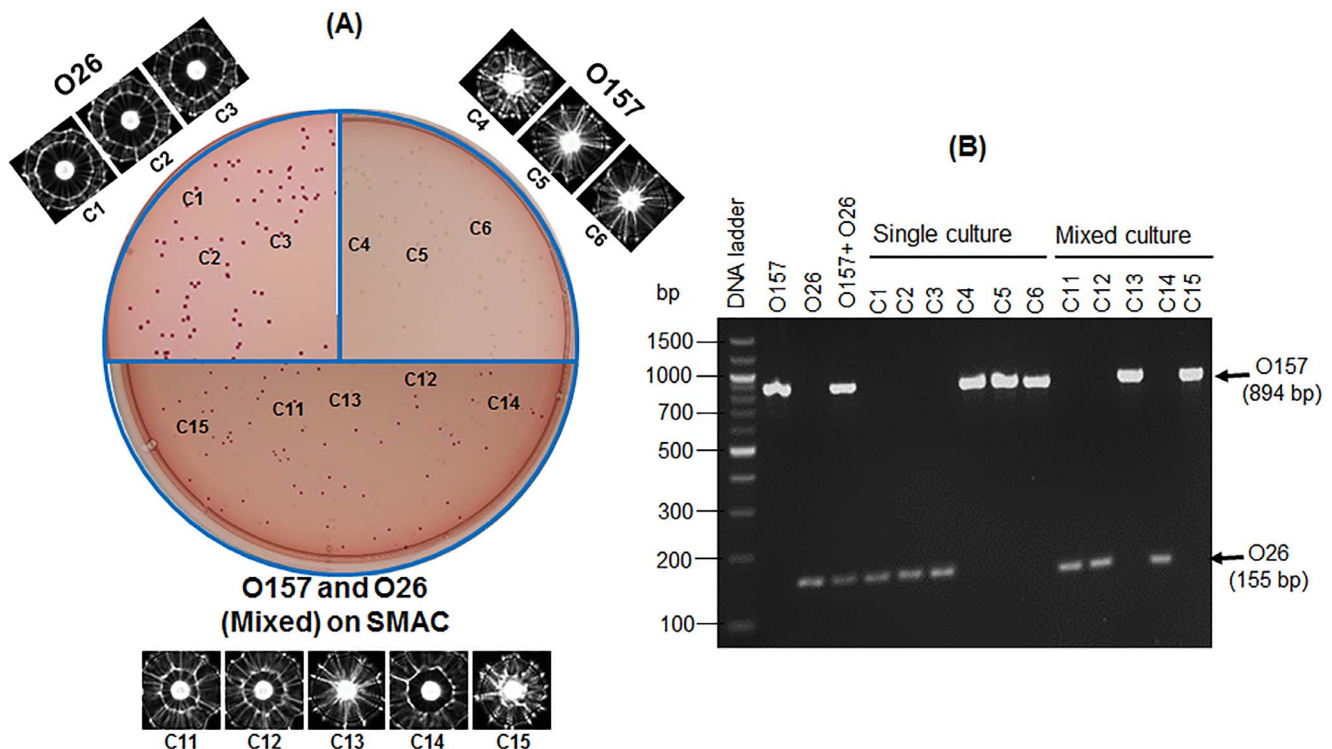 (A)
O26
C1
C2
C3
O157
C4
C5
C6
C1
C2
C3
C4
C5
C6
C11
C12
C13
C14
C15
O157 and O26
(Mixed) on SMAC
C11 C12 C13 C14 C15
(B)
Single culture Mixed culture
bp DNA ladder O157 O26 O157+ O26 C1 C2 C3 C4 C5 C6 C11 C12 C13 C14 C15
1500
1000
700
500
300
200
100
O157
(894 bp)
O26
(155 bp)